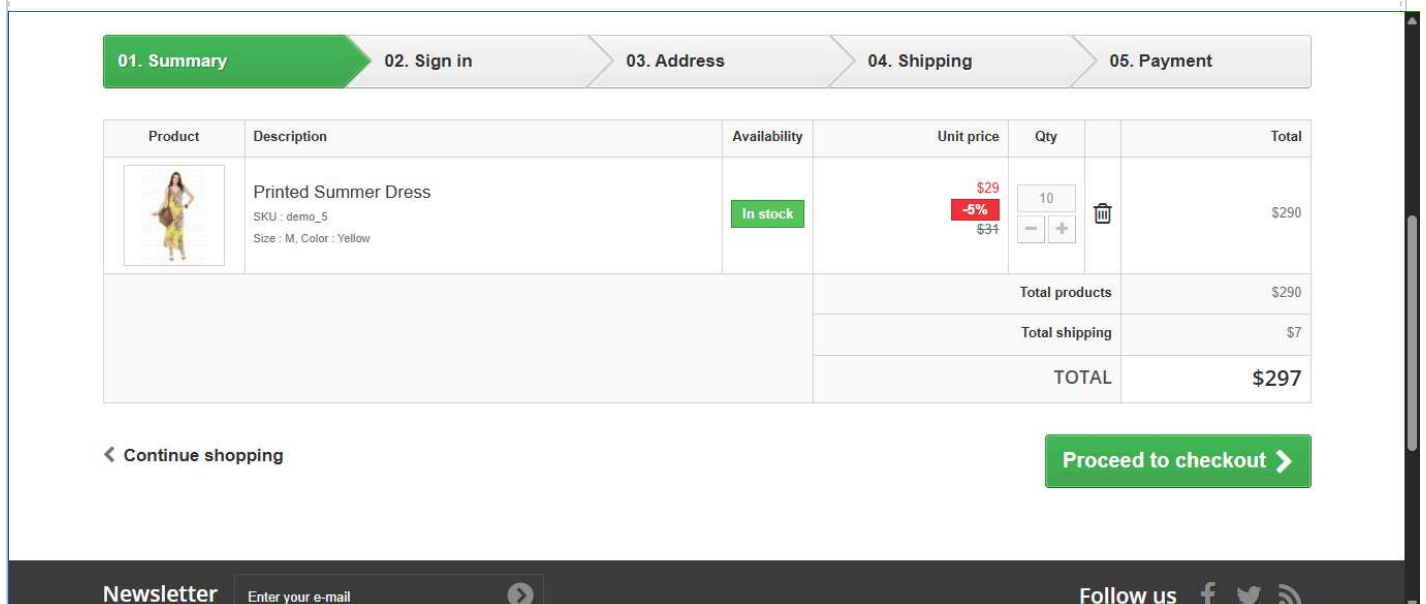 01. Summary
02. Sign in
03. Address
04. Shipping
05. Payment
Product Description Availability Unit price Qty Total
Printed Summer Dress
SKU : demo_5
Size : M, Color : Yellow
In stock
$29
-5%
$31
10
$290
Total products $290
Total shipping $7
TOTAL $297
Continue shopping
Proceed to checkout
Newsletter Enter your e-mail Follow us